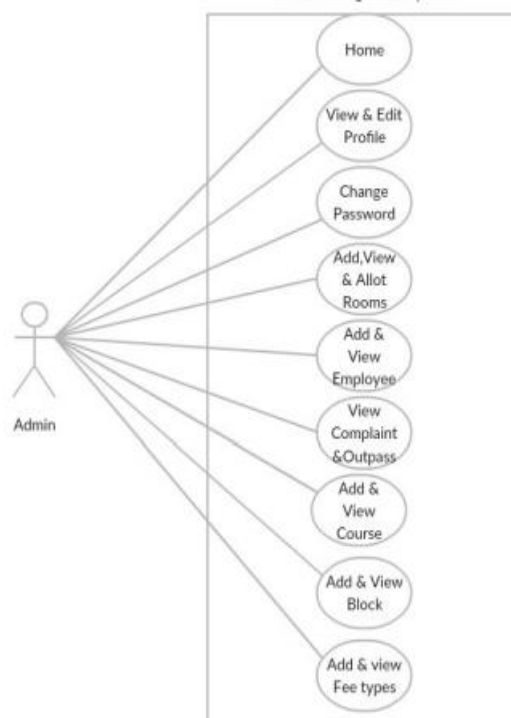 Home
View & Edit
Profile
Change
Password
Add,View
& Allot
Rooms
Add &
View
Employee
View
Complaint
&Outpass
Add &
View
Course
Add & View
Block
Add & view
Fee types
Admin